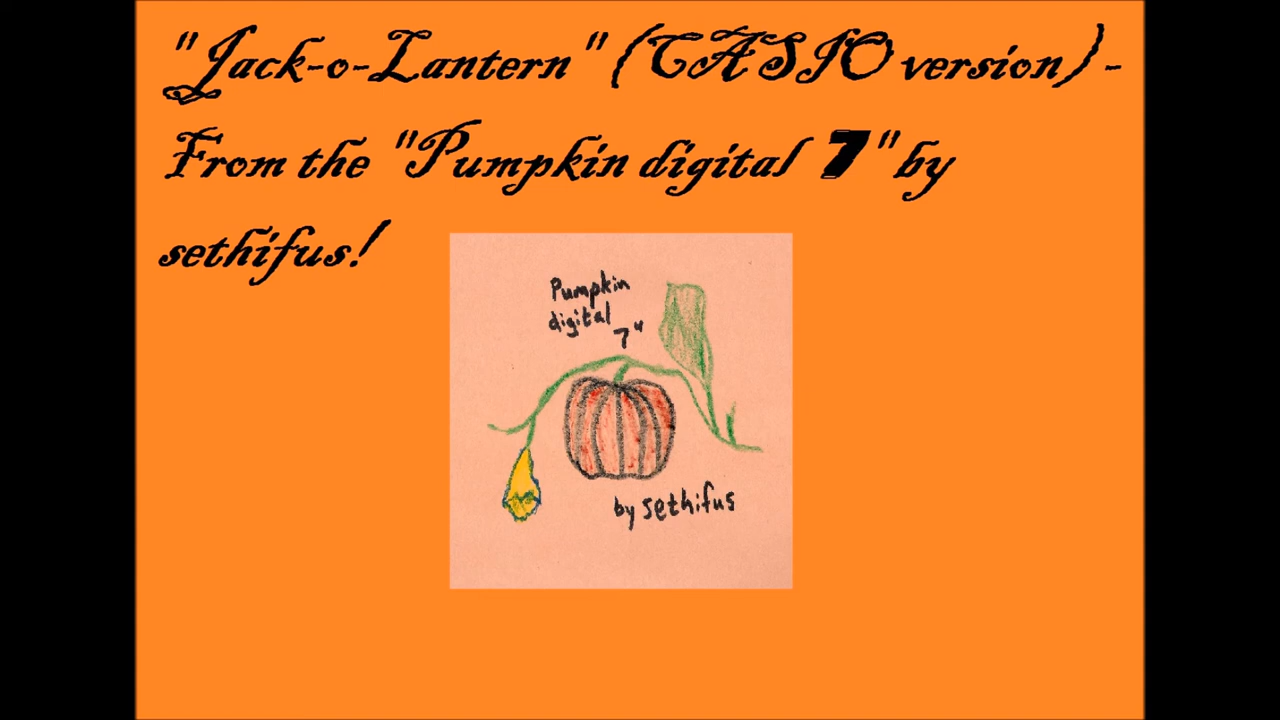 "Jack-o-Lantern" (CASIO version) -
From the "Pumpkin digital 7" by
sethifus!
Pumpkin
digital
7"
by sethifus